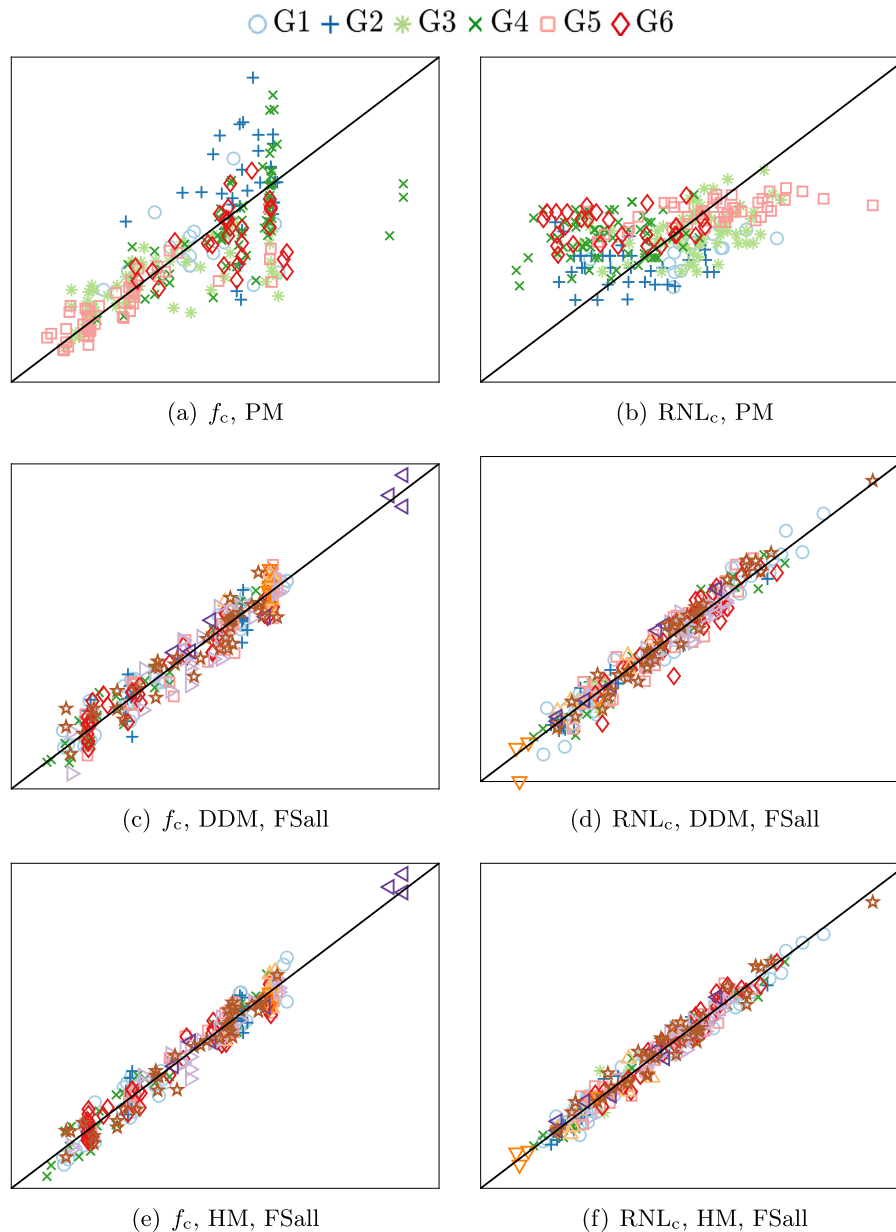 G1 G2 G3 G4 G5 G6
(a) f_c, PM
(b) RNL_c, PM
(c) f_c, DDM, FSall
(d) RNL_c, DDM, FSall
(e) f_c, HM, FSall
(f) RNL_c, HM, FSall